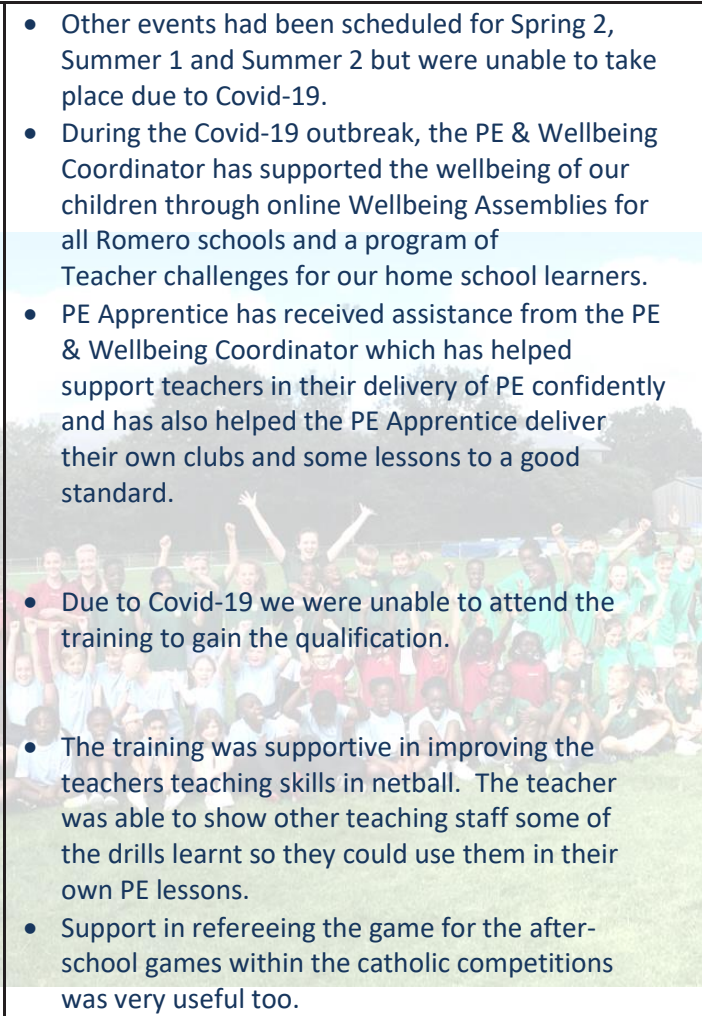 • Other events had been scheduled for Spring 2,
Summer 1 and Summer 2 but were unable to take
place due to Covid-19.
• During the Covid-19 outbreak, the PE & Wellbeing
Coordinator has supported the wellbeing of our
children through online Wellbeing Assemblies for
all Romero schools and a program of
Teacher challenges for our home school learners.
• PE Apprentice has received assistance from the PE
& Wellbeing Coordinator which has helped
support teachers in their delivery of PE confidently
and has also helped the PE Apprentice deliver
their own clubs and some lessons to a good
standard.
• Due to Covid-19 we were unable to attend the
training to gain the qualification.
• The training was supportive in improving the
teachers teaching skills in netball.  The teacher
was able to show other teaching staff some of
the drills learnt so they could use them in their
own PE lessons.
• Support in refereeing the game for the after-
school games within the catholic competitions
was very useful too.